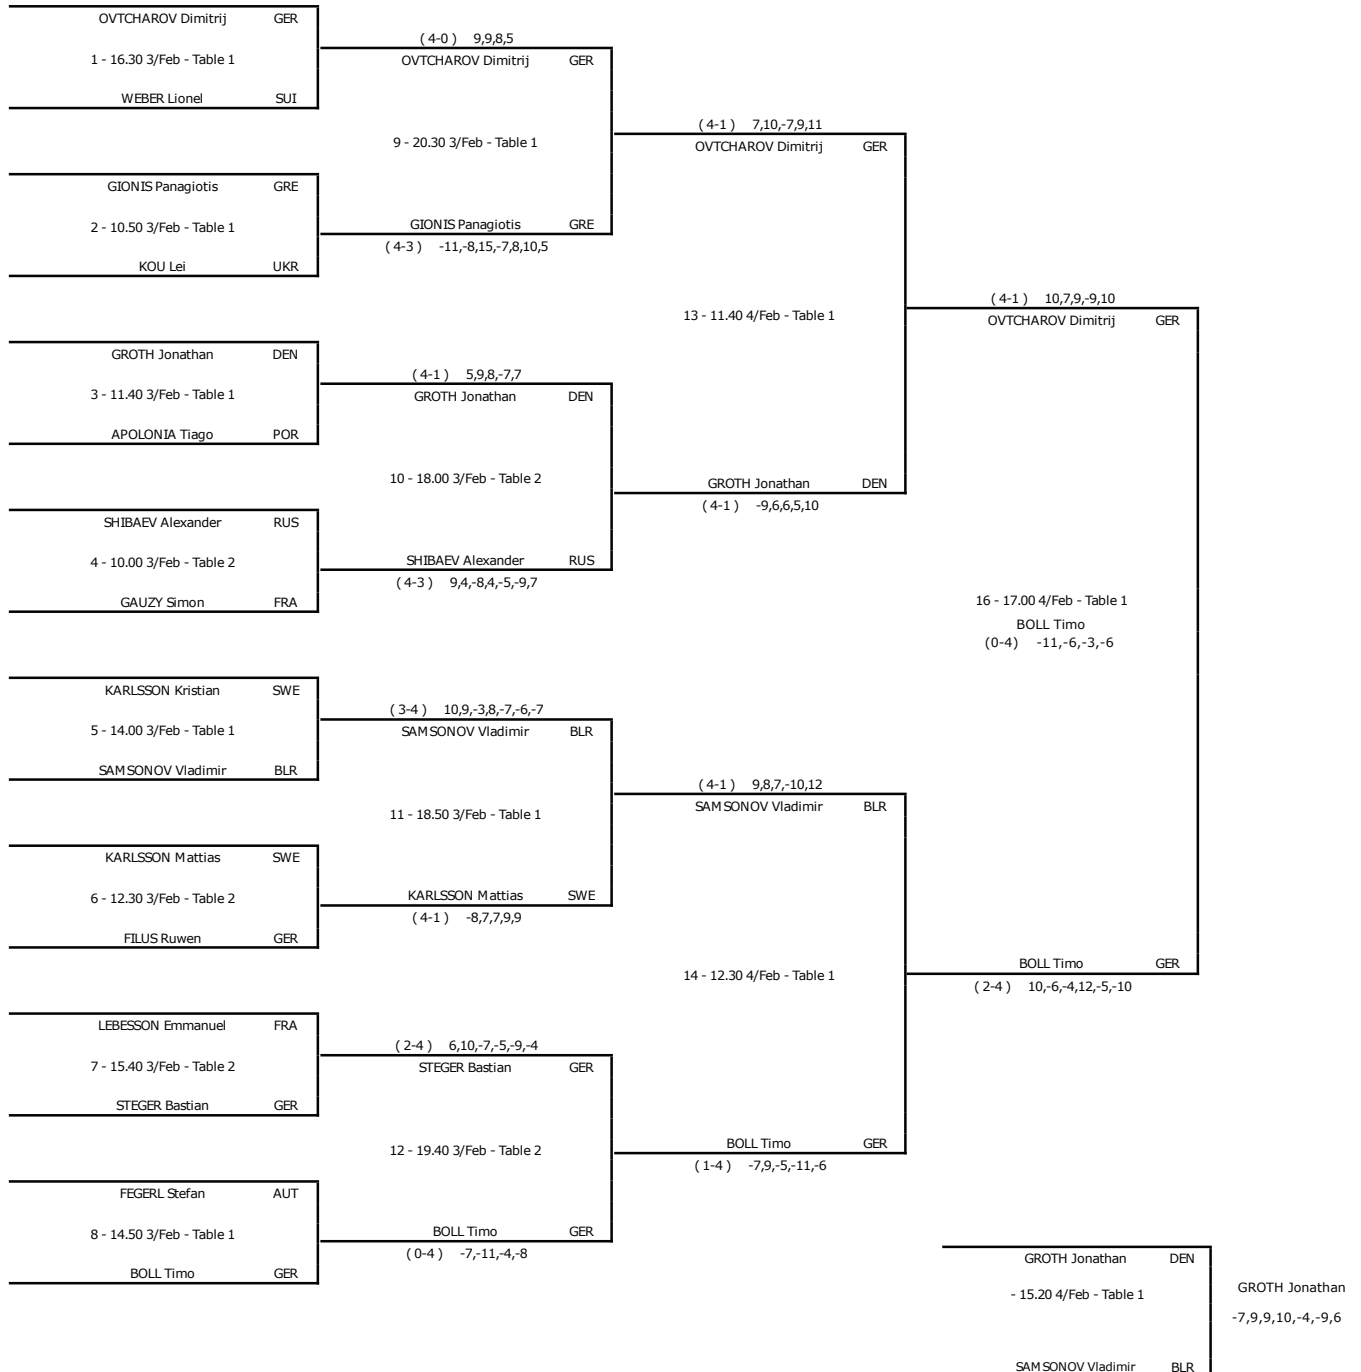 OVTCHAROV Dimitrij GER
1 - 16.30 3/Feb - Table 1
WEBER Lionel SUI
GIONIS Panagiotis GRE
2 - 10.50 3/Feb - Table 1
KOU Lei UKR
GROTH Jonathan DEN
3 - 11.40 3/Feb - Table 1
APOLONIA Tiago POR
SHIBAEV Alexander RUS
4 - 10.00 3/Feb - Table 2
GAUZY Simon FRA
KARLSSON Kristian SWE
5 - 14.00 3/Feb - Table 1
SAMSONOV Vladimir BLR
KARLSSON Mattias SWE
6 - 12.30 3/Feb - Table 2
FILUS Ruwen GER
LEBESSON Emmanuel FRA
7 - 15.40 3/Feb - Table 2
STEGER Bastian GER
FEGERL Stefan AUT
8 - 14.50 3/Feb - Table 1
BOLL Timo GER
( 4-0 ) 9,9,8,5
OVTCHAROV Dimitrij GER
9 - 20.30 3/Feb - Table 1
GIONIS Panagiotis GRE
( 4-3 ) -11,-8,15,-7,8,10,5
( 4-1 ) 5,9,8,-7,7
GROTH Jonathan DEN
10 - 18.00 3/Feb - Table 2
SHIBAEV Alexander RUS
( 4-3 ) 9,4,-8,4,-5,-9,7
( 3-4 ) 10,9,-3,8,-7,-6,-7
SAMSONOV Vladimir BLR
11 - 18.50 3/Feb - Table 1
KARLSSON Mattias SWE
( 4-1 ) -8,7,7,9,9
( 2-4 ) 6,10,-7,-5,-9,-4
STEGER Bastian GER
12 - 19.40 3/Feb - Table 2
BOLL Timo GER
( 0-4 ) -7,-11,-4,-8
( 4-1 ) 7,10,-7,9,11
OVTCHAROV Dimitrij GER
13 - 11.40 4/Feb - Table 1
GROTH Jonathan DEN
( 4-1 ) -9,6,6,5,10
( 4-1 ) 9,8,7,-10,12
SAMSONOV Vladimir BLR
14 - 12.30 4/Feb - Table 1
BOLL Timo GER
( 1-4 ) -7,9,-5,-11,-6
( 4-1 ) 10,7,9,-9,10
OVTCHAROV Dimitrij GER
16 - 17.00 4/Feb - Table 1
BOLL Timo
(0-4) -11,-6,-3,-6
BOLL Timo GER
( 2-4 ) 10,-6,-4,12,-5,-10
GROTH Jonathan DEN
- 15.20 4/Feb - Table 1
SAMSONOV Vladimir BLR
GROTH Jonathan
-7,9,9,10,-4,-9,6